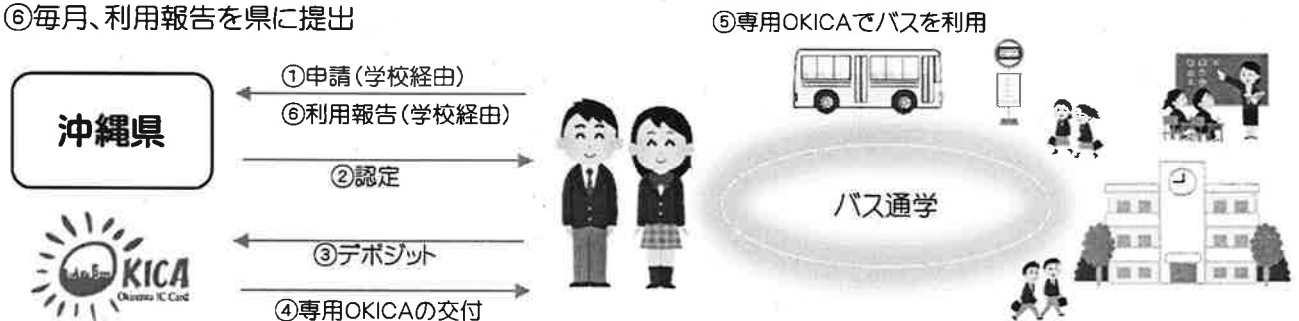 ⑥毎月、利用報告を県に提出
⑤専用OKICAでバスを利用
①申請(学校経由)
⑥利用報告(学校経由)
沖縄県
②認定
バス通学
③デポジット
KICA
Okinawa IC Card
④専用OKICAの交付